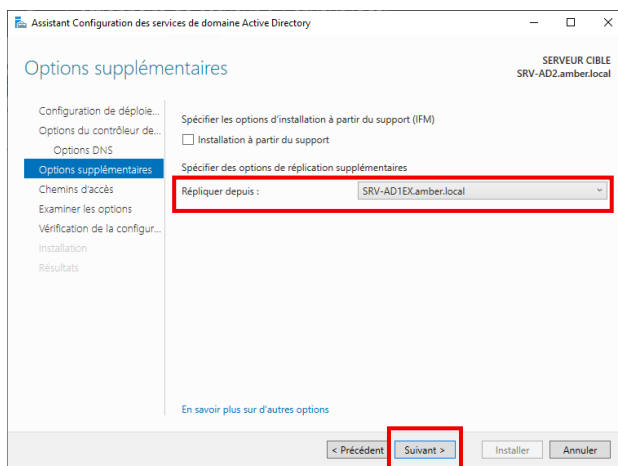 Assistant Configuration des services de domaine Active Directory
Options supplémentaires
SERVEUR CIBLE
SRV-AD2.amber.local
Configuration de déploie...
Options du contrôleur de...
Options DNS
Options supplémentaires
Chemins d'accès
Examiner les options
Vérification de la configur...
Installation
Résultats
Spécifier les options d'installation à partir du support (IFM)
Installation à partir du support
Spécifier des options de réplication supplémentaires
Répliquer depuis :
SRV-AD1EX.amber.local
En savoir plus sur d'autres options
< Précédent
Suivant >
Installer
Annuler